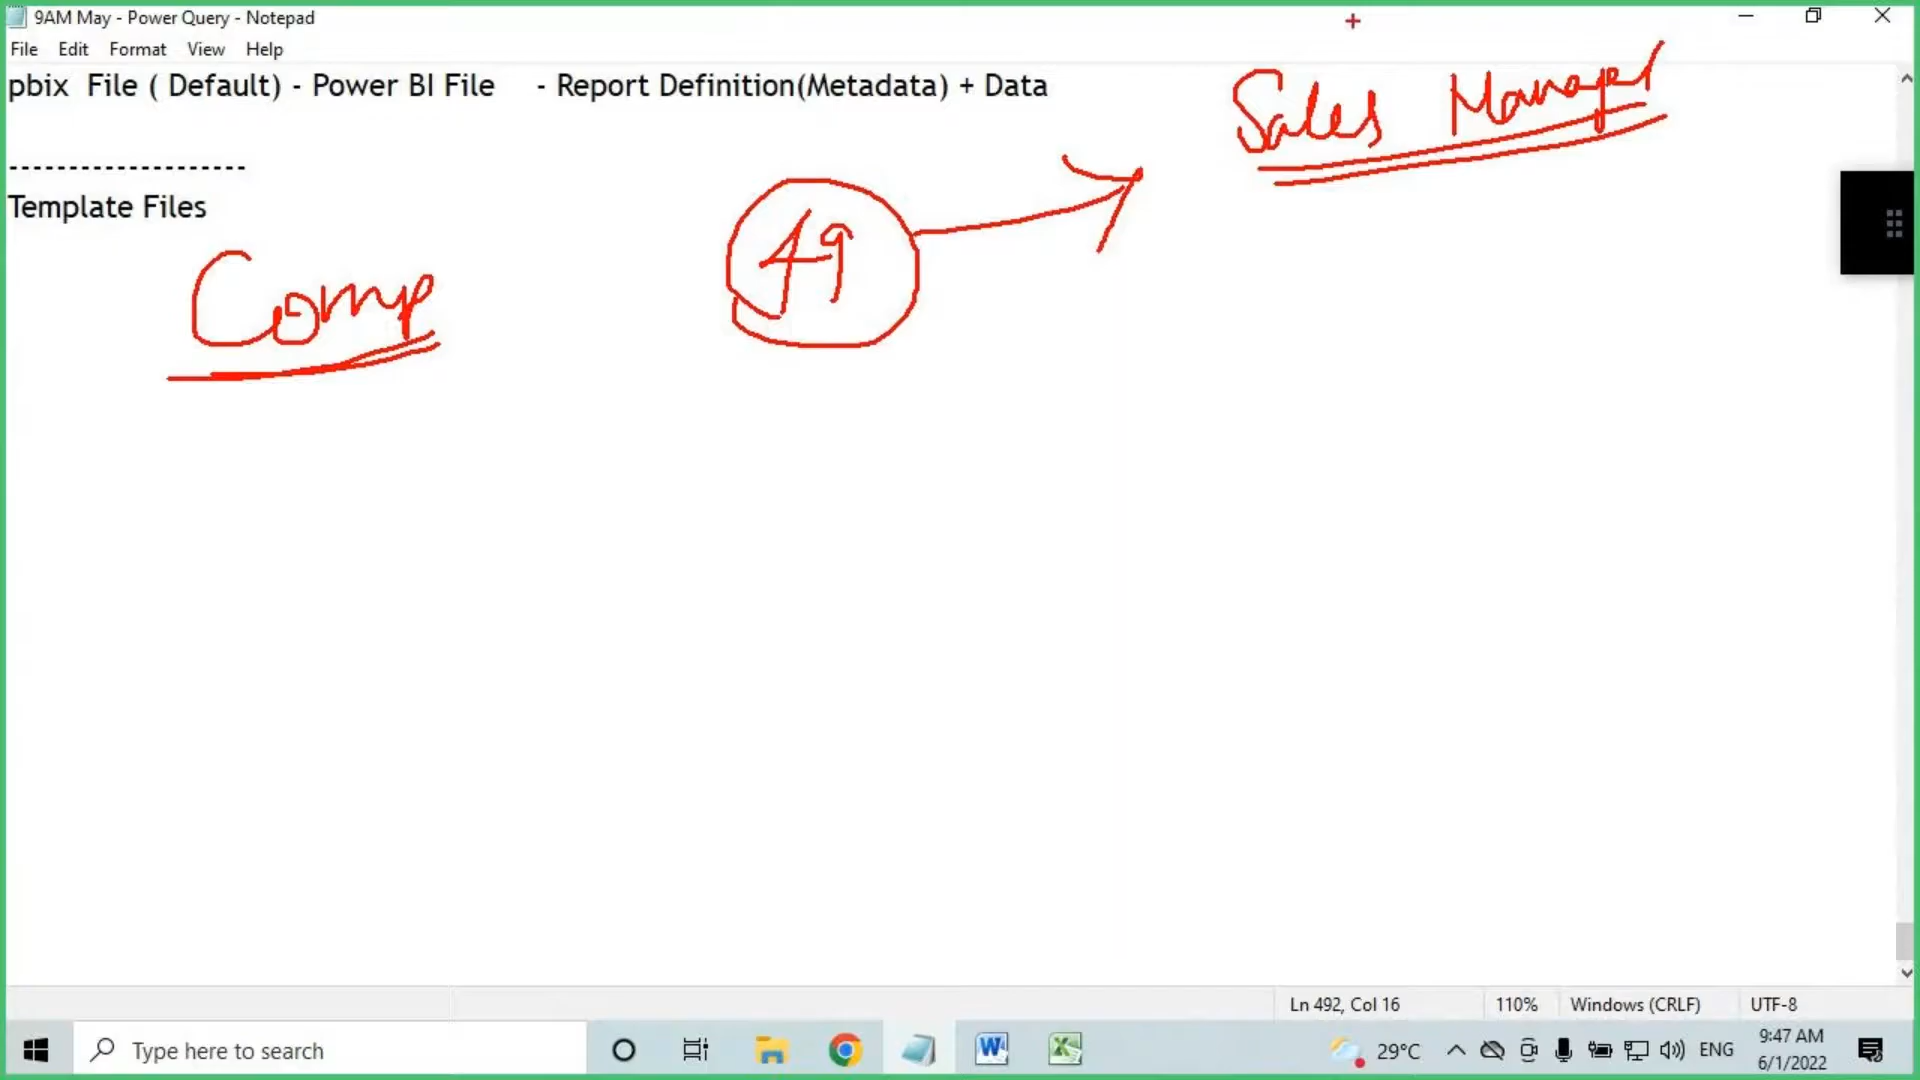 9AM May - Power Query - Notepad
File Edit Format View Help
pbix File ( Default) - Power BI File - Report Definition(Metadata) + Data
Sales Manager
-------------------
Template Files
49
Comp
Ln 492, Col 16 110% Windows (CRLF) UTF-8
Type here to search
29°C ENG
9:47 AM
6/1/2022